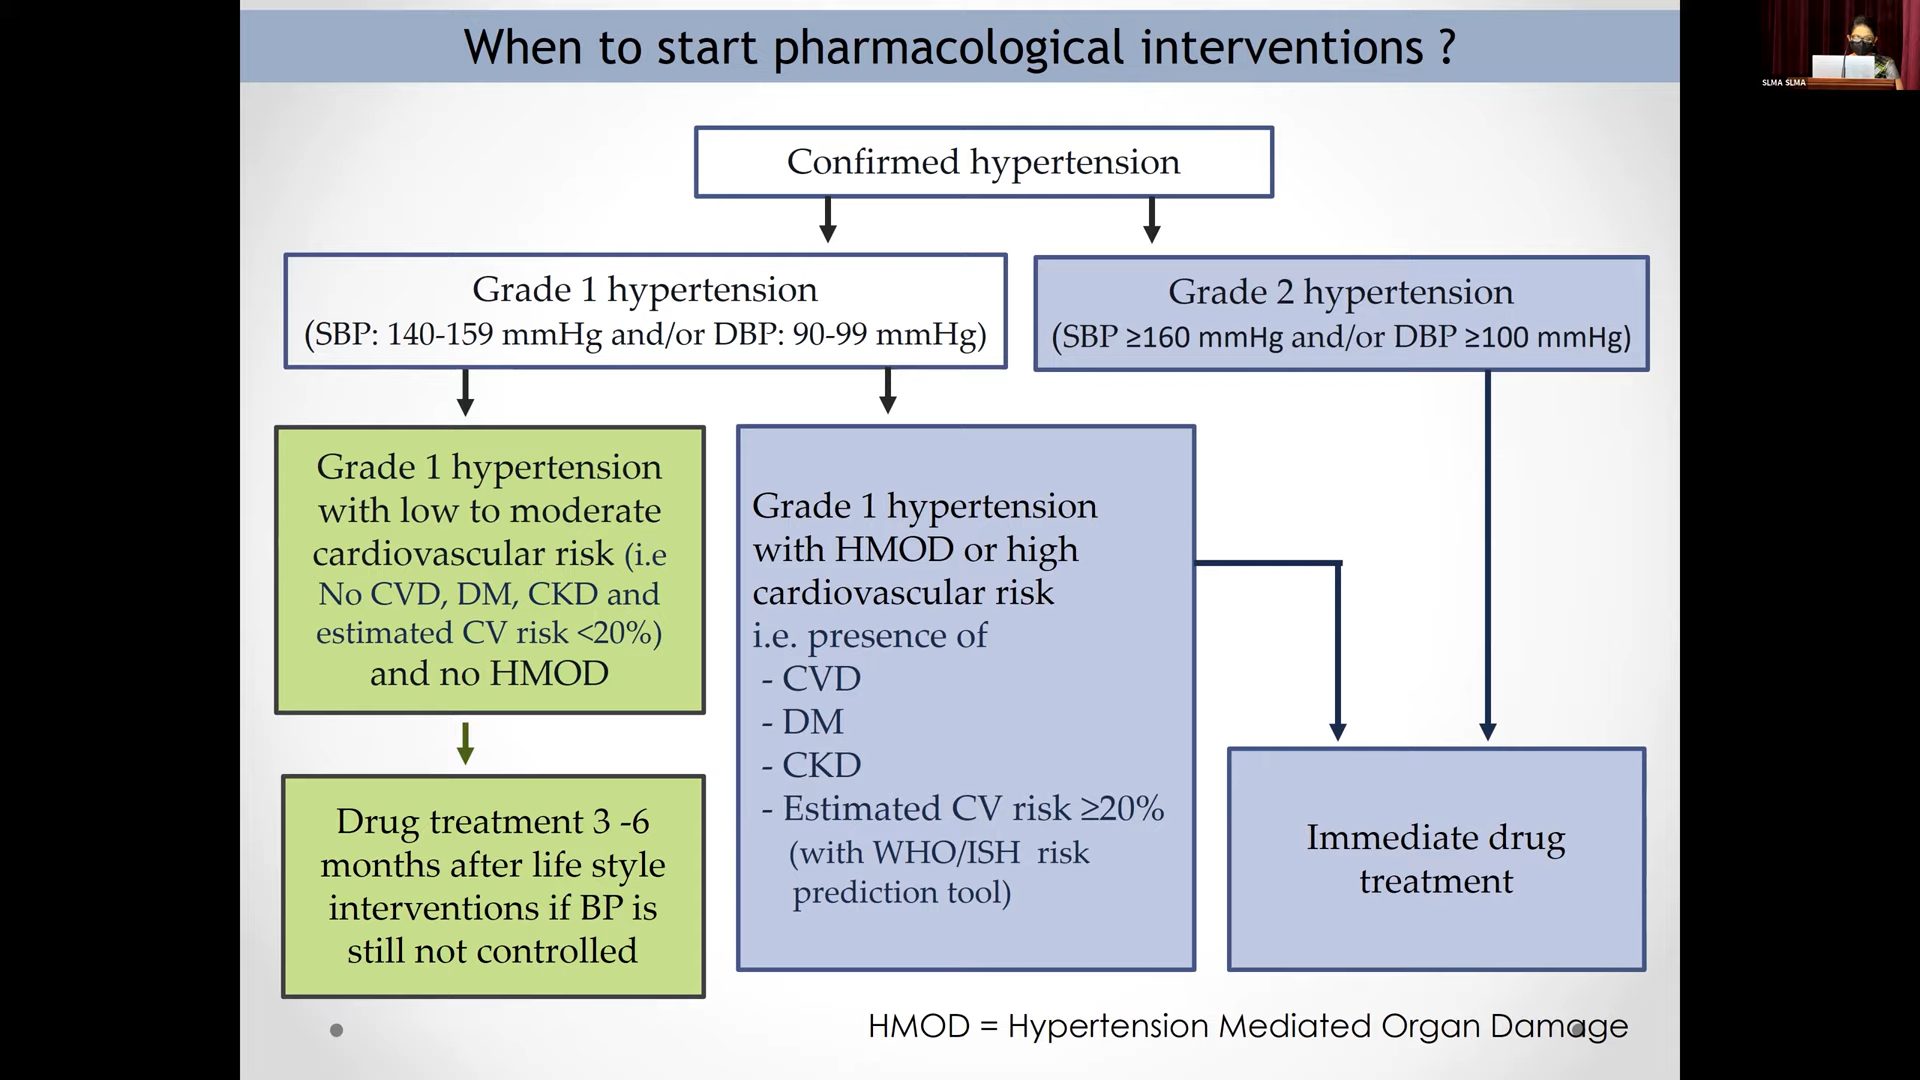 When to start pharmacological interventions ?
SLMA SLMA
Confirmed hypertension
Grade 1 hypertension
(SBP: 140-159 mmHg and/or DBP: 90-99 mmHg)
Grade 2 hypertension
(SBP ≥160 mmHg and/or DBP ≥100 mmHg)
Grade 1 hypertension
with low to moderate
cardiovascular risk (i.e
No CVD, DM, CKD and
estimated CV risk <20%)
and no HMOD
Grade 1 hypertension
with HMOD or high
cardiovascular risk
i.e. presence of
- CVD
- DM
- CKD
- Estimated CV risk ≥20%
(with WHO/ISH risk
prediction tool)
Drug treatment 3 -6
months after life style
interventions if BP is
still not controlled
Immediate drug
treatment
HMOD = Hypertension Mediated Organ Damage